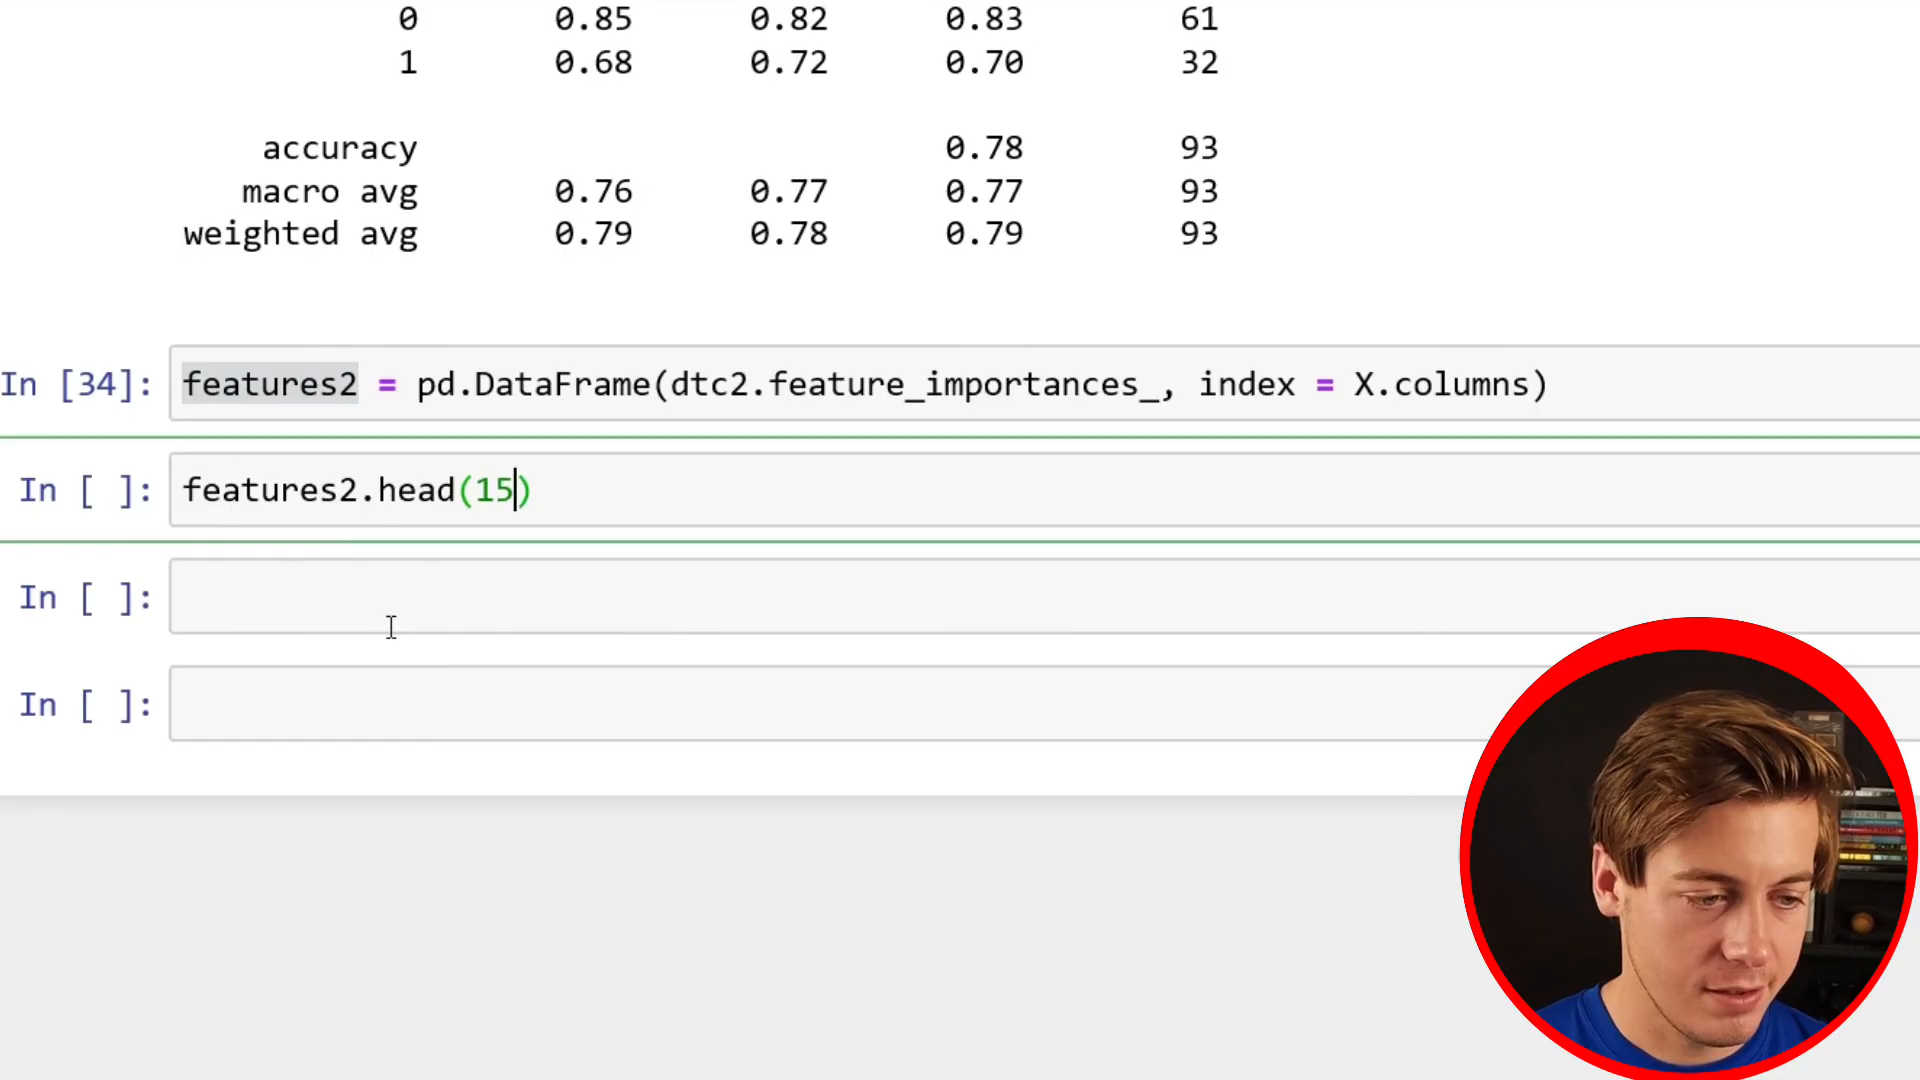 0 0.85 0.82 0.83 61
1 0.68 0.72 0.70 32
accuracy 0.78 93
macro avg 0.76 0.77 0.77 93
weighted avg 0.79 0.78 0.79 93
In [34]: features2 = pd.DataFrame(dtc2.feature_importances_, index = X.columns)
In [ ]: features2.head(15)
In [ ]:
In [ ]: